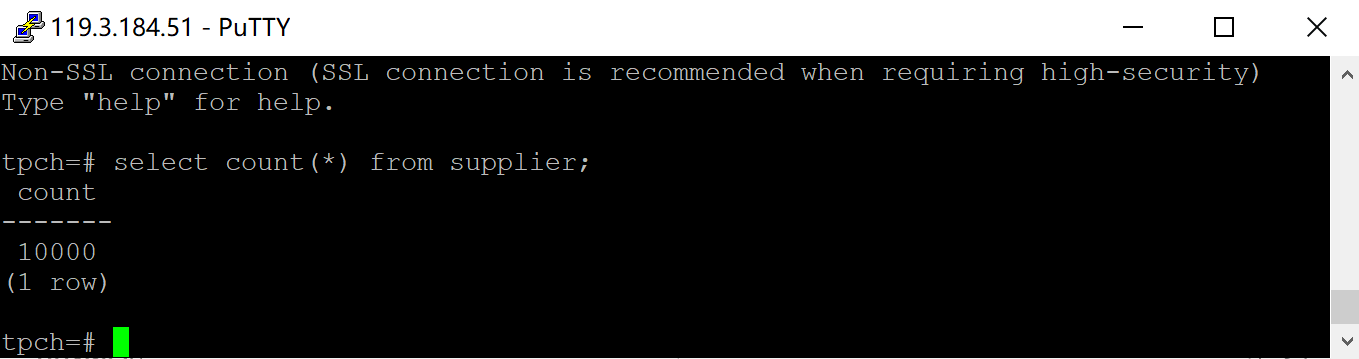 119.3.184.51 - PuTTY
Non-SSL connection (SSL connection is recommended when requiring high-security)
Type "help" for help.
tpch=# select count(*) from supplier;
count
-------
10000
(1 row)
tpch=#